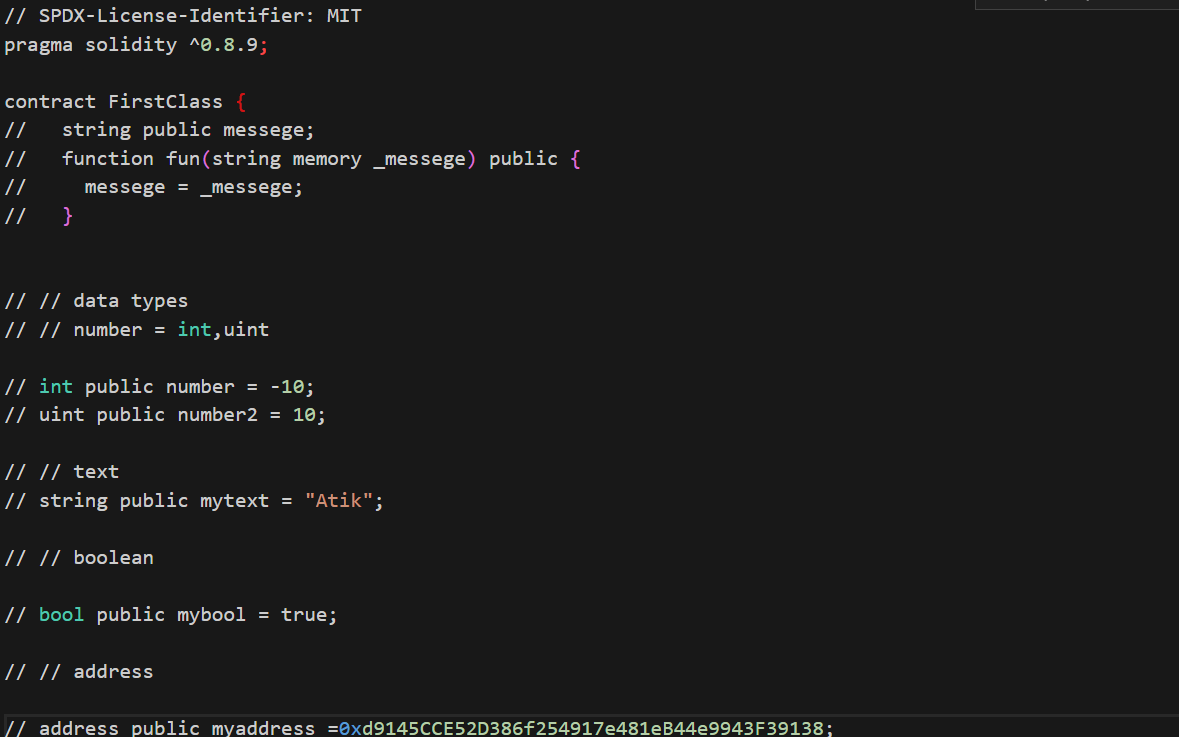 // SPDX-License-Identifier: MIT
pragma solidity ^0.8.9;
contract FirstClass {
//   string public messege;
//   function fun(string memory _messege) public {
//     messege = _messege;
//   }
// // data types
// // number = int,uint
// int public number = -10;
// uint public number2 = 10;
// // text
// string public mytext = "Atik";
// // boolean
// bool public mybool = true;
// // address
// address public myaddress =0xd9145CCE52D386f254917e481eB44e9943F39138;